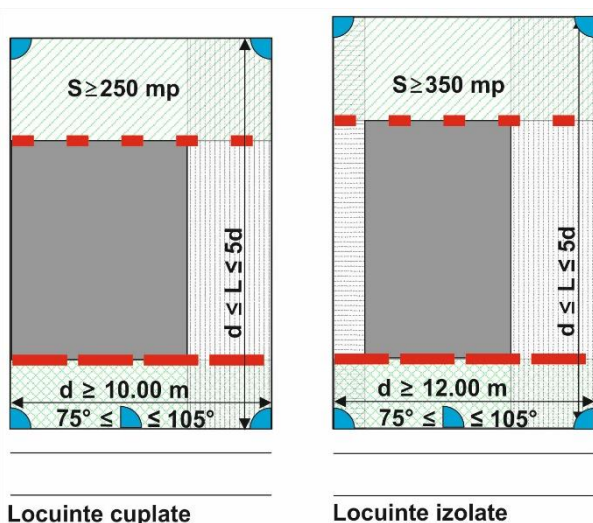 S≥250 mp
d ≤ L ≤ 5d
d ≥ 10.00 m
75° ≤ ≤ 105°
Locuinte cuplate
S≥350 mp
d ≤ L ≤ 5d
d ≥ 12.00 m
75° ≤ ≤ 105°
Locuinte izolate